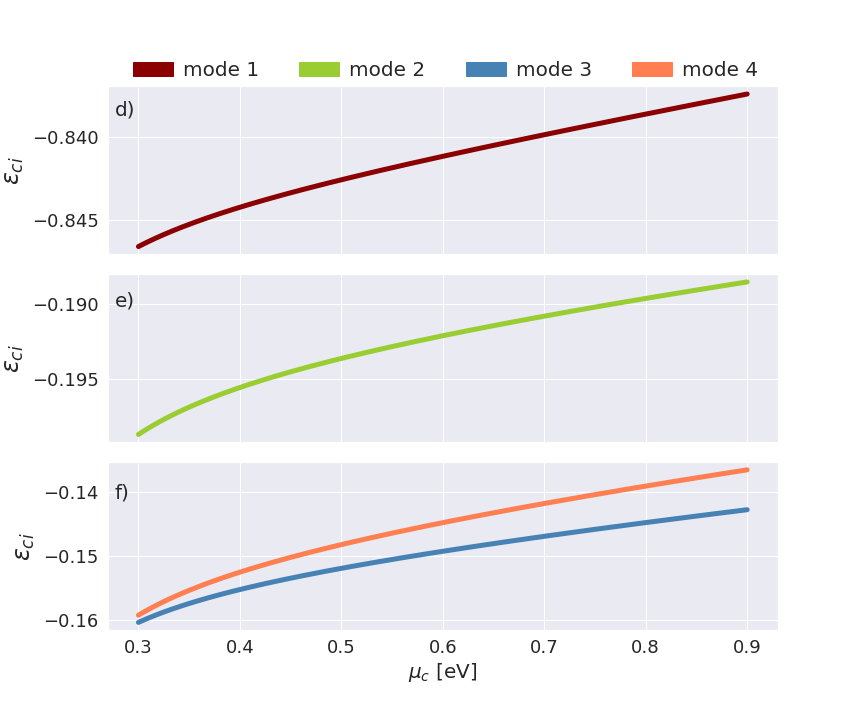 mode 1 mode 2 mode 3 mode 4
d)
−0.840
ε_ci
−0.845
e)
−0.190
ε_ci
−0.195
f)
−0.14
ε_ci
−0.15
−0.16
0.3 0.4 0.5 0.6 0.7 0.8 0.9
μ_c [eV]